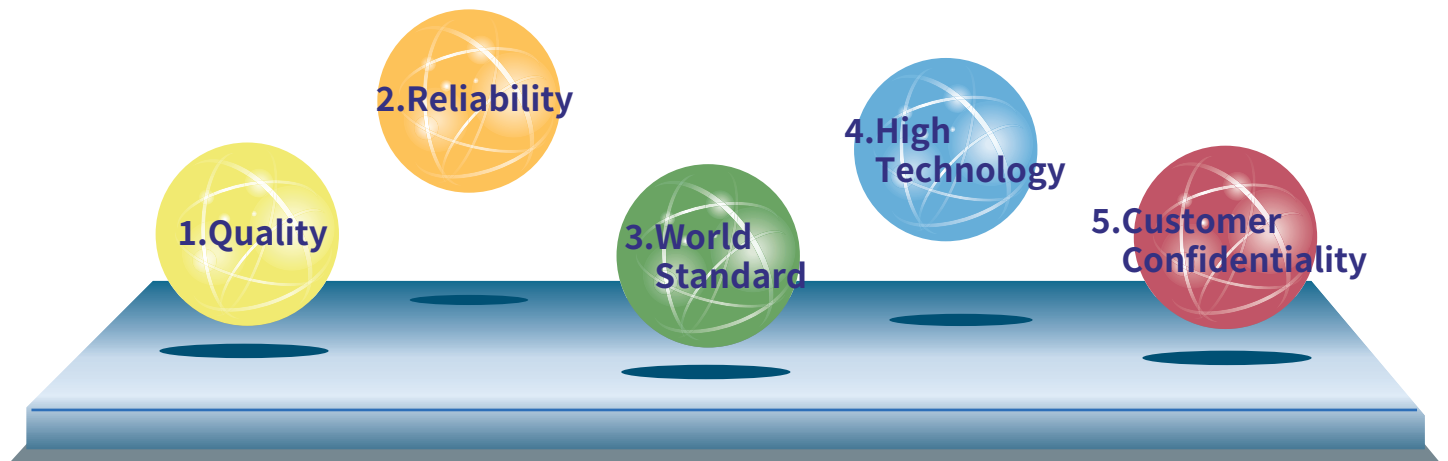 1.Quality
2.Reliability
3.World
Standard
4.High
Technology
5.Customer
Confidentiality